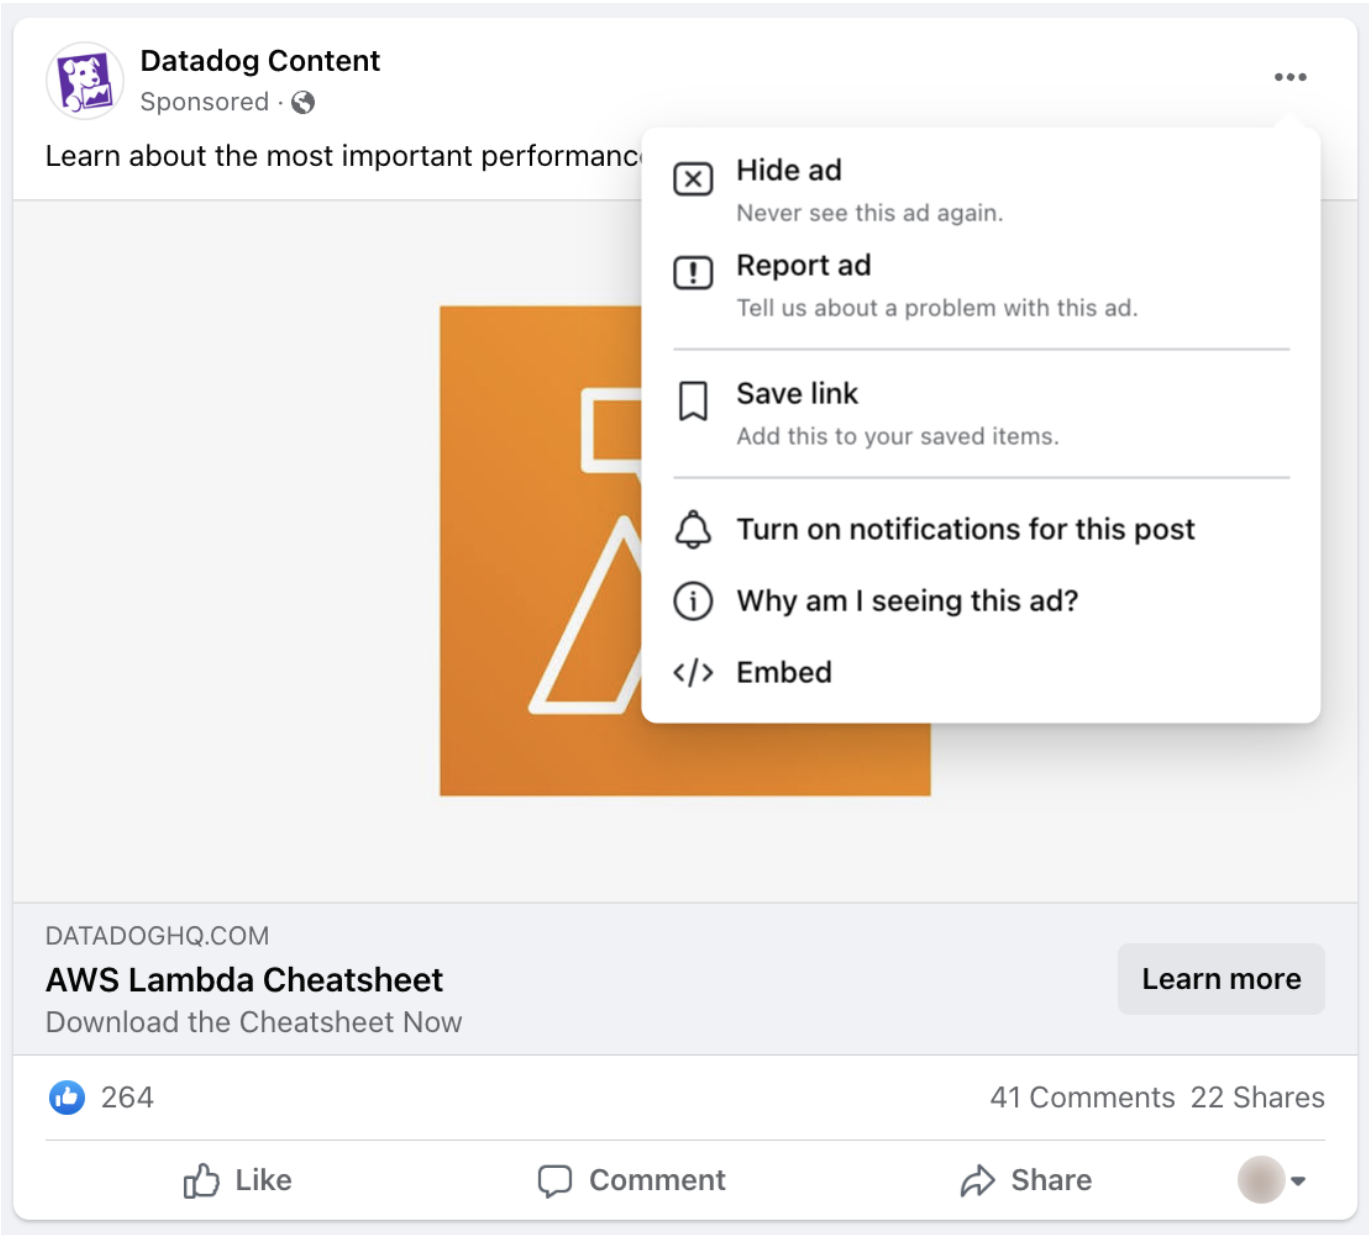 Datadog Content
Sponsored ·
Learn about the most important
Hide ad
Never see this ad again.
Report ad
Tell us about a problem with this ad.
Save link
Add this to your saved items.
Turn on notifications for this post
Why am I seeing this ad?
Embed
DATADOGHQ.COM
AWS Lambda Cheatsheet
Download the Cheatsheet Now
Learn more
264
41 Comments 22 Shares
Like
Comment
Share